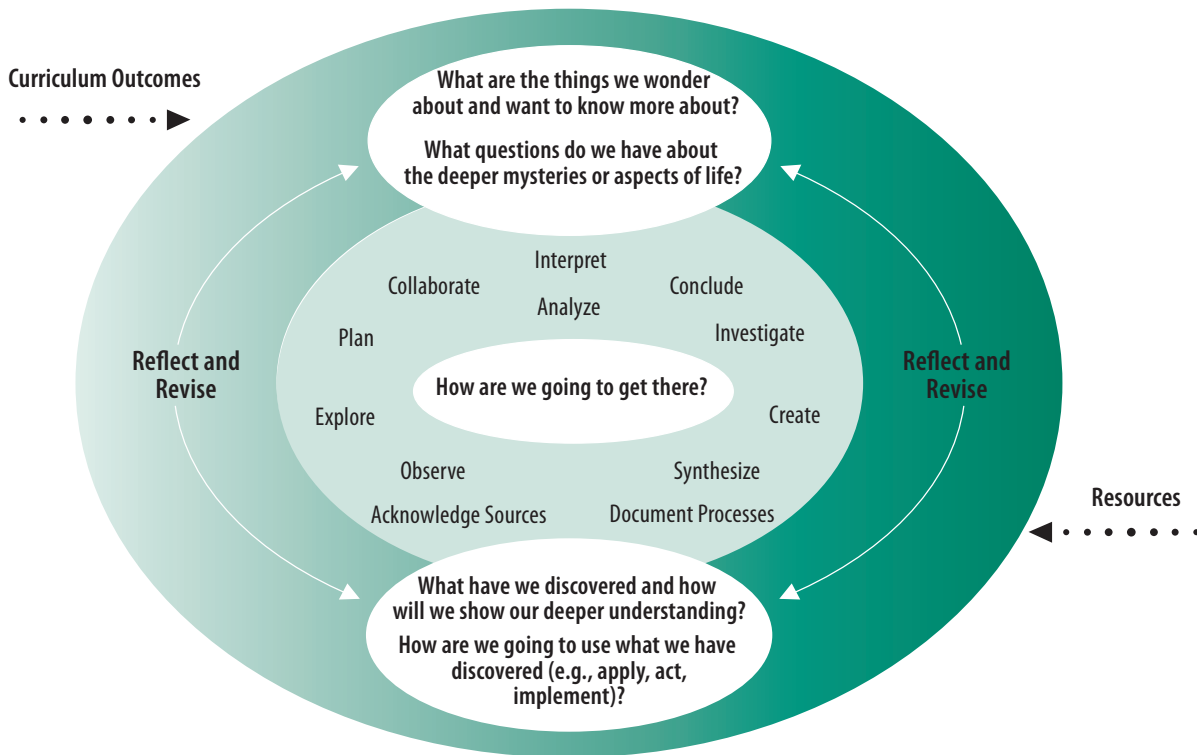 Curriculum Outcomes
What are the things we wonder
about and want to know more about?
What questions do we have about
the deeper mysteries or aspects of life?
Interpret
Collaborate
Conclude
Analyze
Plan
Investigate
Reflect and
Revise
How are we going to get there?
Reflect and
Revise
Explore
Create
Observe
Synthesize
Acknowledge Sources
Document Processes
Resources
What have we discovered and how
will we show our deeper understanding?
How are we going to use what we have
discovered (e.g., apply, act,
implement)?